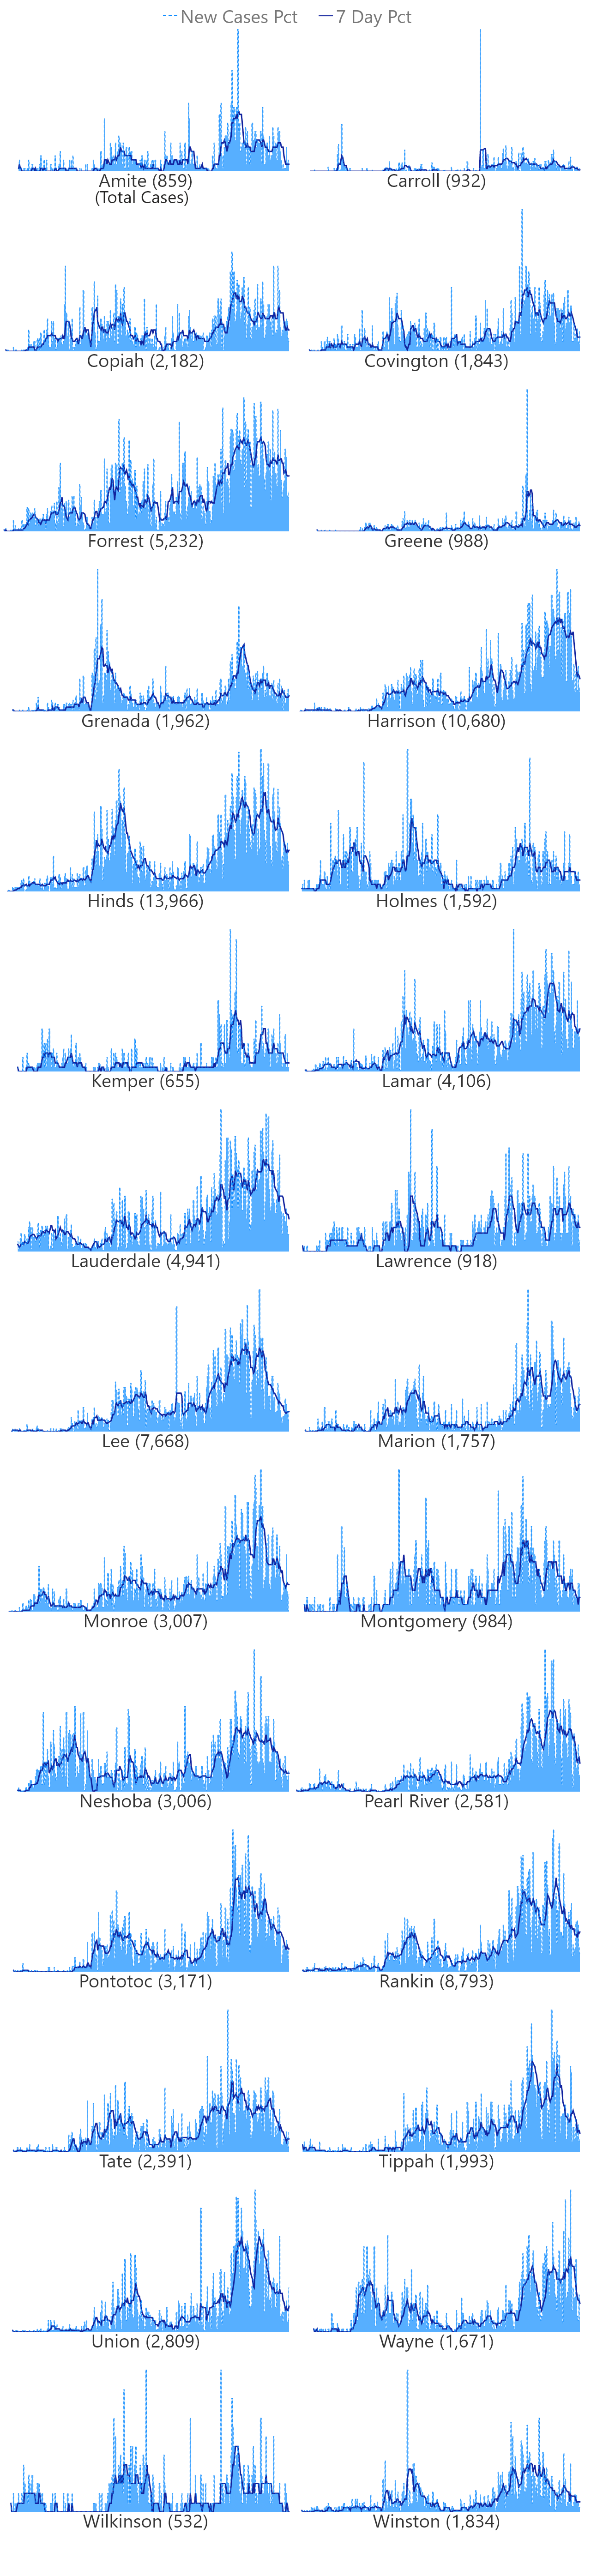 New Cases Pct 7 Day Pct
Amite (859) Carroll (932)
(Total Cases)
Copiah (2,182) Covington (1,843)
Forrest (5,232) Greene (988)
Grenada (1,962) Harrison (10,680)
Hinds (13,966) Holmes (1,592)
Kemper (655) Lamar (4,106)
Lauderdale (4,941) Lawrence (918)
Lee (7,668) Marion (1,757)
Monroe (3,007) Montgomery (984)
Neshoba (3,006) Pearl River (2,581)
Pontotoc (3,171) Rankin (8,793)
Tate (2,391) Tippah (1,993)
Union (2,809) Wayne (1,671)
Wilkinson (532) Winston (1,834)